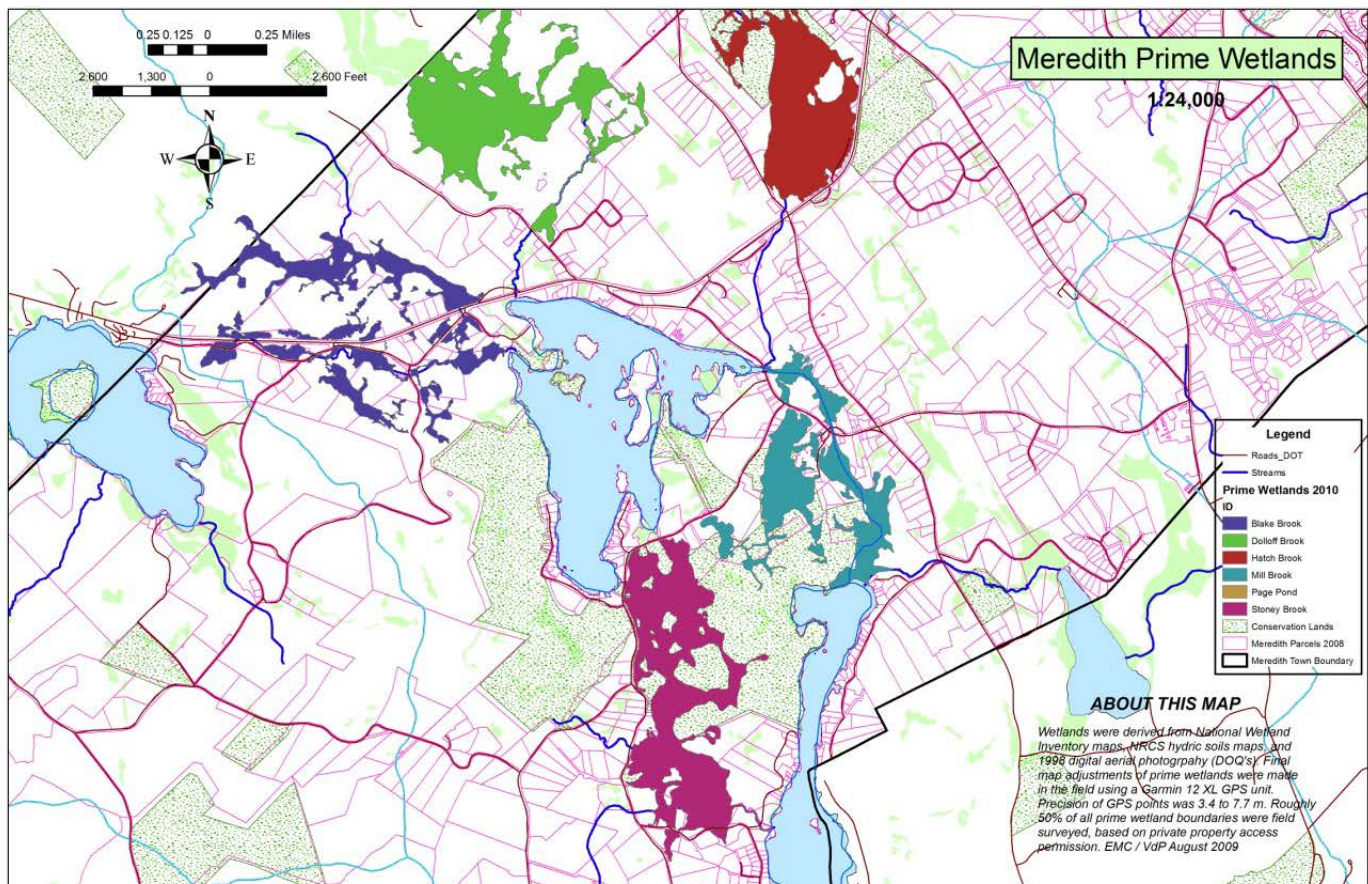 0.25 0.125 0 0.25 Miles
2,600 1,300 0 2,600 Feet
N
W E
S
Meredith Prime Wetlands
1:24,000
Legend
Roads_DOT
Streams
Prime Wetlands 2010
ID
Blake Brook
Dolloff Brook
Hatch Brook
Mill Brook
Page Pond
Stoney Brook
Conservation Lands
Meredith Parcels 2008
Meredith Town Boundary
ABOUT THIS MAP
Wetlands were derived from National Wetland
Inventory maps, NRCS hydric soils maps, and
1998 digital aerial photogrpahy (DOQ's). Final
map adjustments of prime wetlands were made
in the field using a Garmin 12 XL GPS unit.
Precision of GPS points was 3.4 to 7.7 m. Roughly
50% of all prime wetland boundaries were field
surveyed, based on private property access
permission. EMC / VdP August 2009